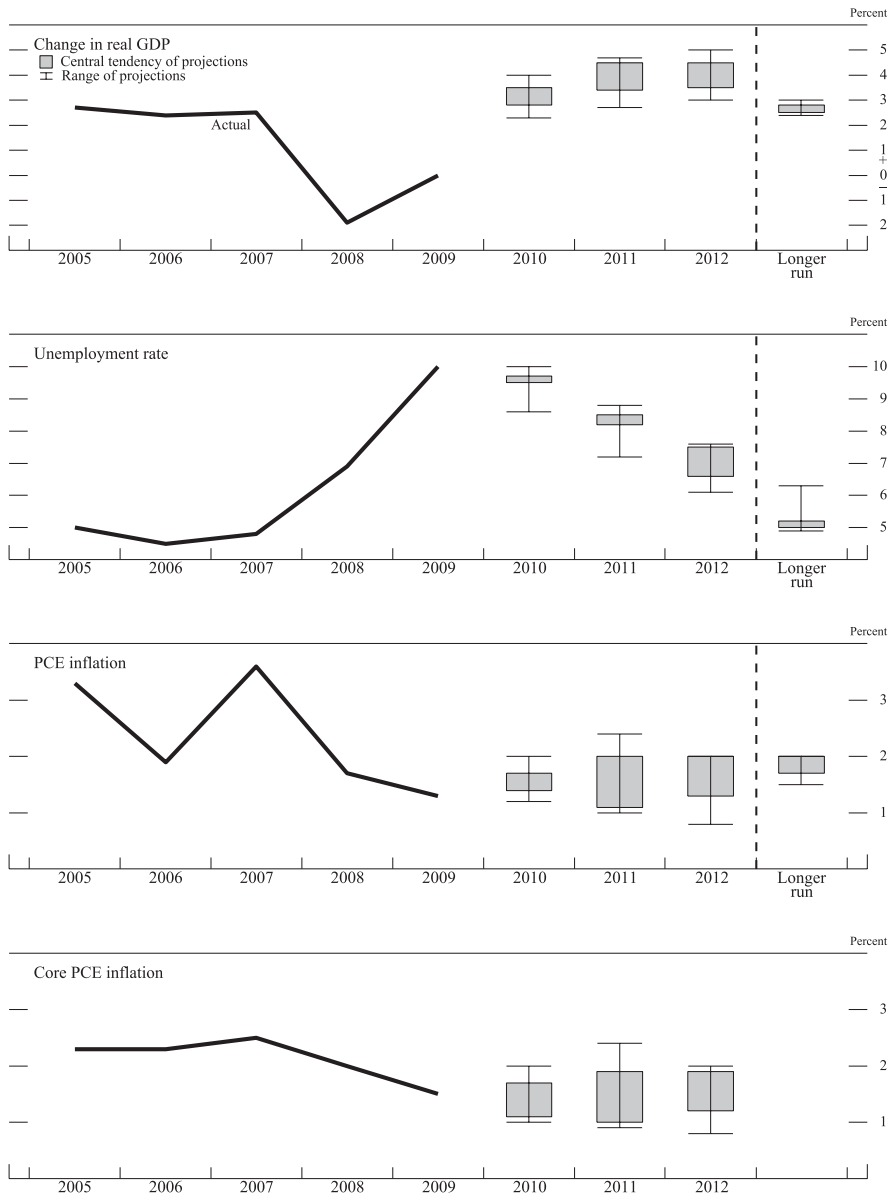 Percent
Change in real GDP
Central tendency of projections
Range of projections
Actual
5
4
3
2
1
+
0
–
1
2
2005 2006 2007 2008 2009 2010 2011 2012 Longer
run
Percent
Unemployment rate
10
9
8
7
6
5
2005 2006 2007 2008 2009 2010 2011 2012 Longer
run
Percent
PCE inflation
3
2
1
2005 2006 2007 2008 2009 2010 2011 2012 Longer
run
Percent
Core PCE inflation
3
2
1
2005 2006 2007 2008 2009 2010 2011 2012